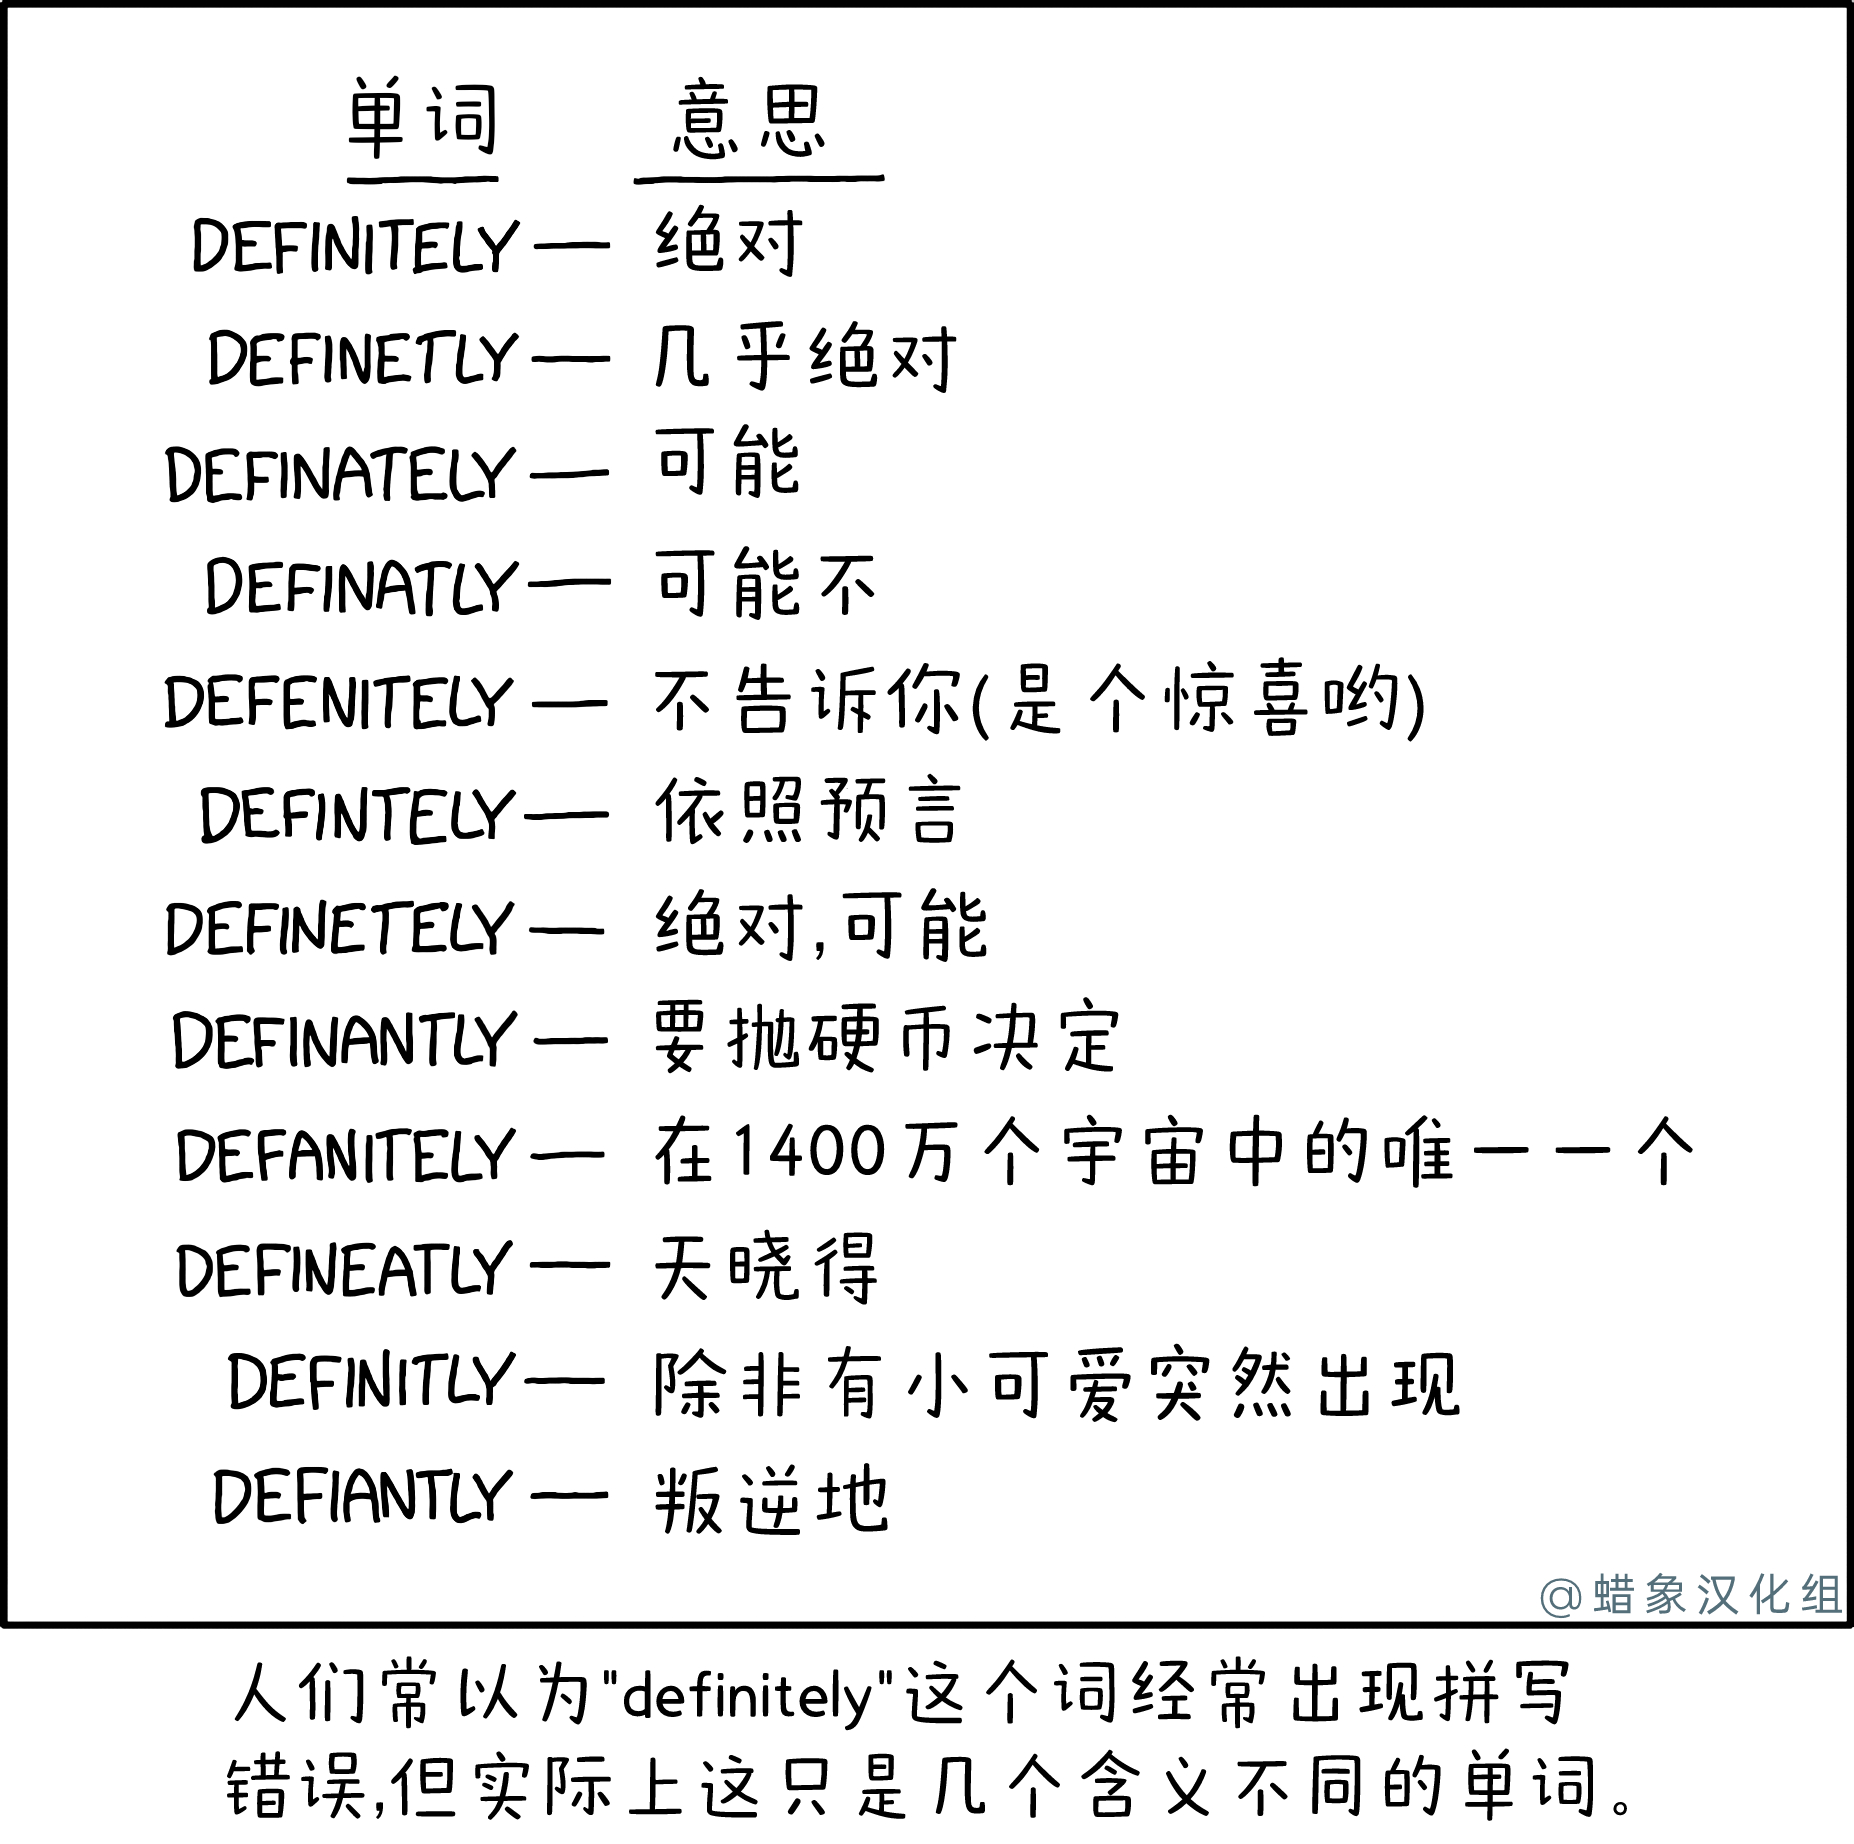 单词 意思
DEFINITELY — 绝对
DEFINETLY — 几乎绝对
DEFINATELY — 可能
DEFINATLY — 可能不
DEFENITELY — 不告诉你(是个惊喜哟)
DEFINTELY — 依照预言
DEFINETELY — 绝对,可能
DEFINANTLY — 要抛硬币决定
DEFANITELY — 在1400万个宇宙中的唯一一个
DEFINEATLY — 天晓得
DEFINITLY — 除非有小可爱突然出现
DEFIANTLY — 叛逆地
@蜡象汉化组
人们常以为"definitely"这个词经常出现拼写
错误,但实际上这只是几个含义不同的单词。